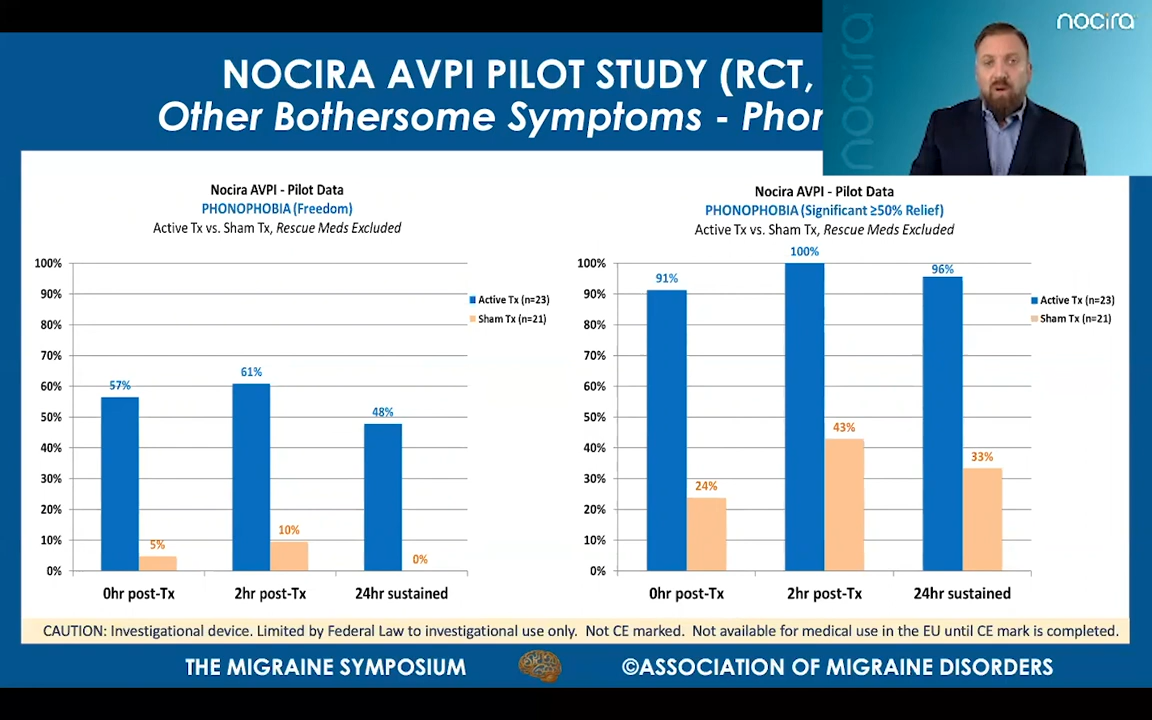 nocira
nocira
NOCIRA AVPI PILOT STUDY (RCT,
Other Bothersome Symptoms - Phon
Nocira AVPI - Pilot Data
PHONOPHOBIA (Freedom)
Active Tx vs. Sham Tx, Rescue Meds Excluded
100%
90%
80%
70%
60%
50%
40%
30%
20%
10%
0%
57%
5%
61%
10%
48%
0%
0hr post-Tx
2hr post-Tx
24hr sustained
Active Tx (n=23)
Sham Tx (n=21)
Nocira AVPI - Pilot Data
PHONOPHOBIA (Significant ≥50% Relief)
Active Tx vs. Sham Tx, Rescue Meds Excluded
100%
90%
80%
70%
60%
50%
40%
30%
20%
10%
0%
91%
24%
100%
43%
96%
33%
0hr post-Tx
2hr post-Tx
24hr sustained
Active Tx (n=23)
Sham Tx (n=21)
CAUTION: Investigational device. Limited by Federal Law to investigational use only. Not CE marked. Not available for medical use in the EU until CE mark is completed.
THE MIGRAINE SYMPOSIUM
©ASSOCIATION OF MIGRAINE DISORDERS